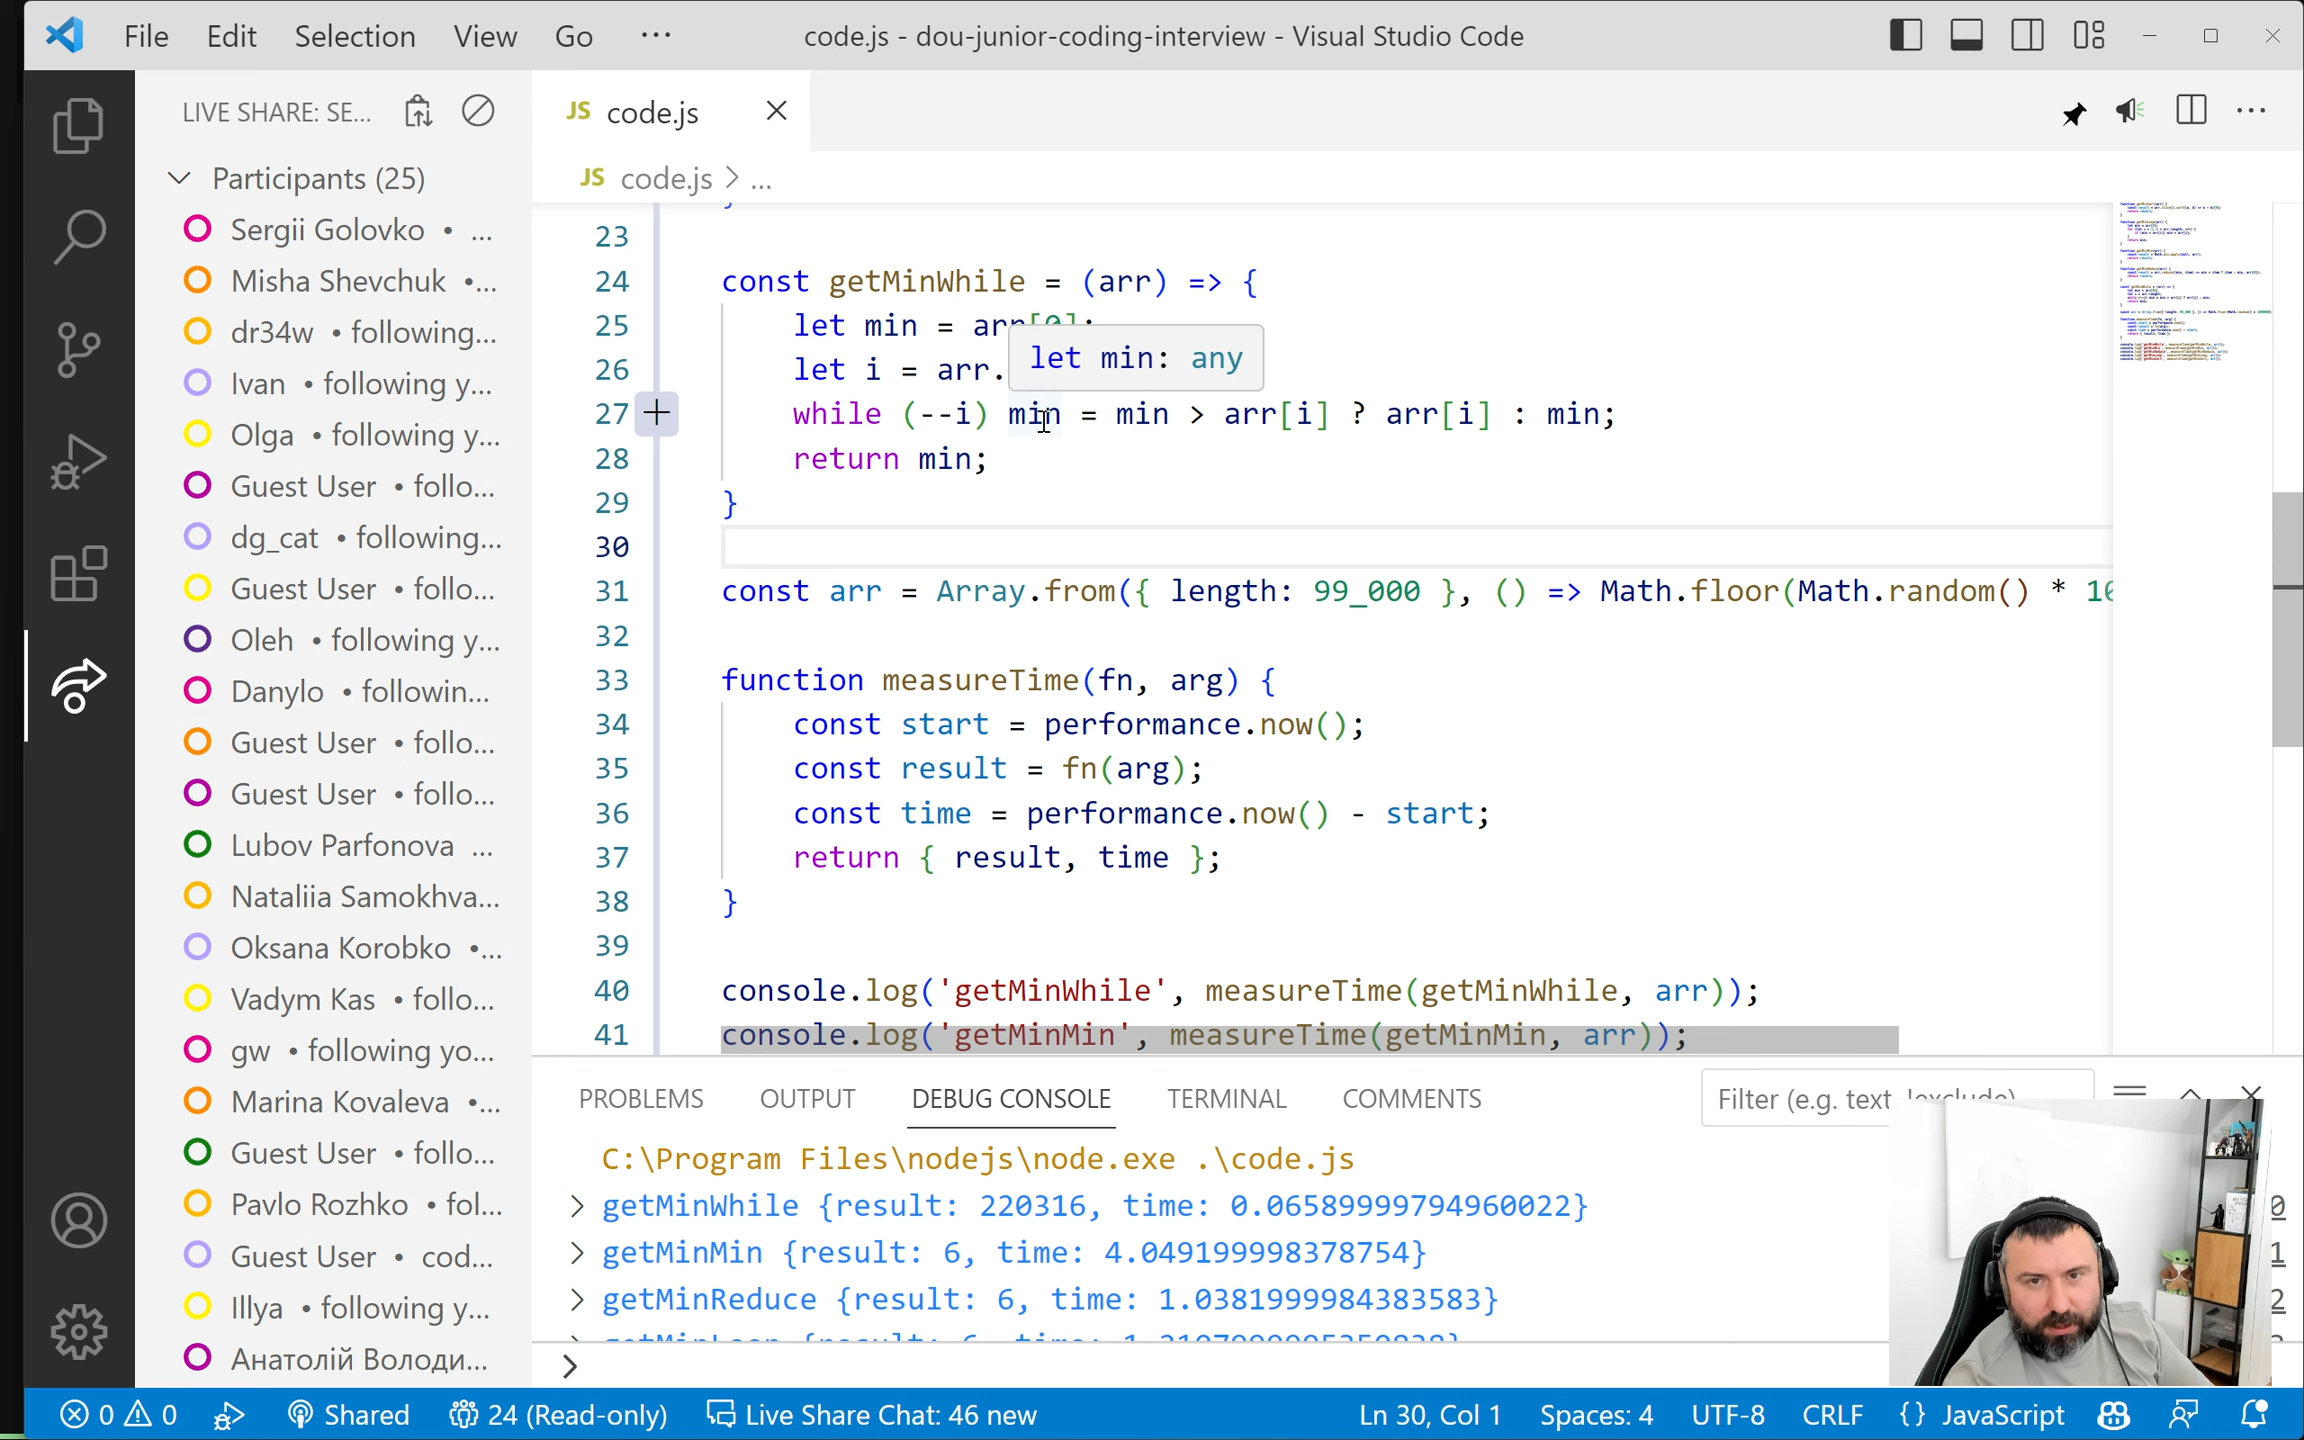 File Edit Selection View Go ···
code.js - dou-junior-coding-interview - Visual Studio Code
LIVE SHARE: SE...
Participants (25)
Sergii Golovko • ...
Misha Shevchuk •...
dr34w • following...
Ivan • following y...
Olga • following y...
Guest User • follo...
dg_cat • following...
Guest User • follo...
Oleh • following y...
Danylo • followin...
Guest User • follo...
Guest User • follo...
Lubov Parfonova ...
Nataliia Samokhva...
Oksana Korobko •...
Vadym Kas • follo...
gw • following yo...
Marina Kovaleva •...
Guest User • follo...
Pavlo Rozhko • fol...
Guest User • cod...
Illya • following y...
Анатолій Володи...
JS code.js
JS code.js > ...
23
24 const getMinWhile = (arr) => {
25 let min = arr[0];
let min: any
26 let i = arr.
27 while (--i) min = min > arr[i] ? arr[i] : min;
28 return min;
29 }
30
31 const arr = Array.from({ length: 99_000 }, () => Math.floor(Math.random() * 10
32
33 function measureTime(fn, arg) {
34 const start = performance.now();
35 const result = fn(arg);
36 const time = performance.now() - start;
37 return { result, time };
38 }
39
40 console.log('getMinWhile', measureTime(getMinWhile, arr));
41 console.log('getMinMin', measureTime(getMinMin, arr));
PROBLEMS OUTPUT DEBUG CONSOLE TERMINAL COMMENTS
Filter (e.g. text, !exclude)
C:\Program Files\nodejs\node.exe .\code.js
> getMinWhile {result: 220316, time: 0.06589999794960022}
> getMinMin {result: 6, time: 4.049199998378754}
> getMinReduce {result: 6, time: 1.0381999984383583}
>
0 0 Shared 24 (Read-only) Live Share Chat: 46 new
Ln 30, Col 1 Spaces: 4 UTF-8 CRLF {} JavaScript